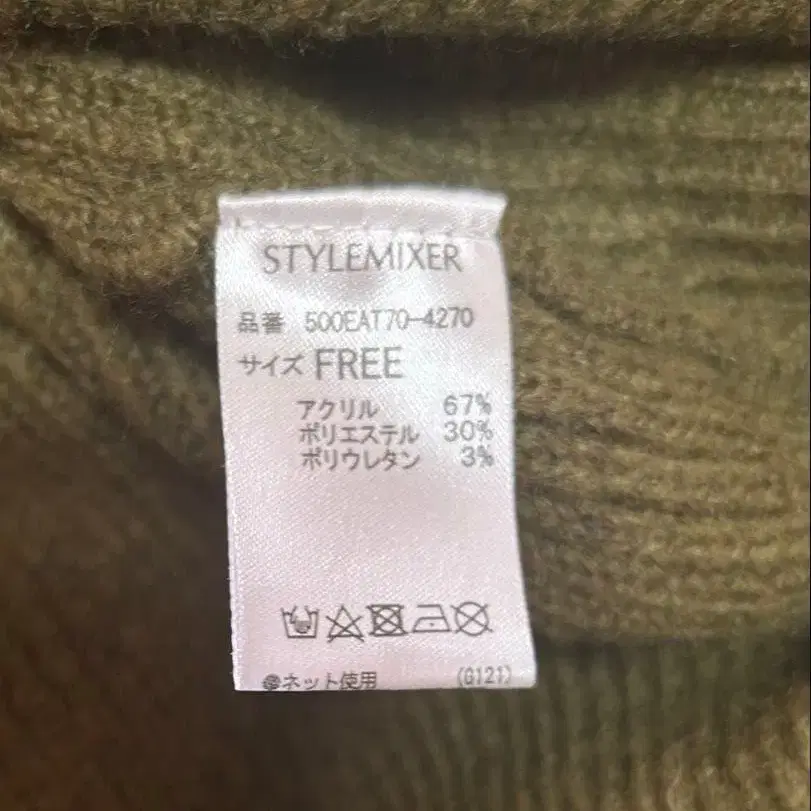 STYLEMIXER
品番 500EAT70-4270
サイズ FREE
アクリル 67%
ポリエステル 30%
ポリウレタン 3%
●ネット使用 (G121)